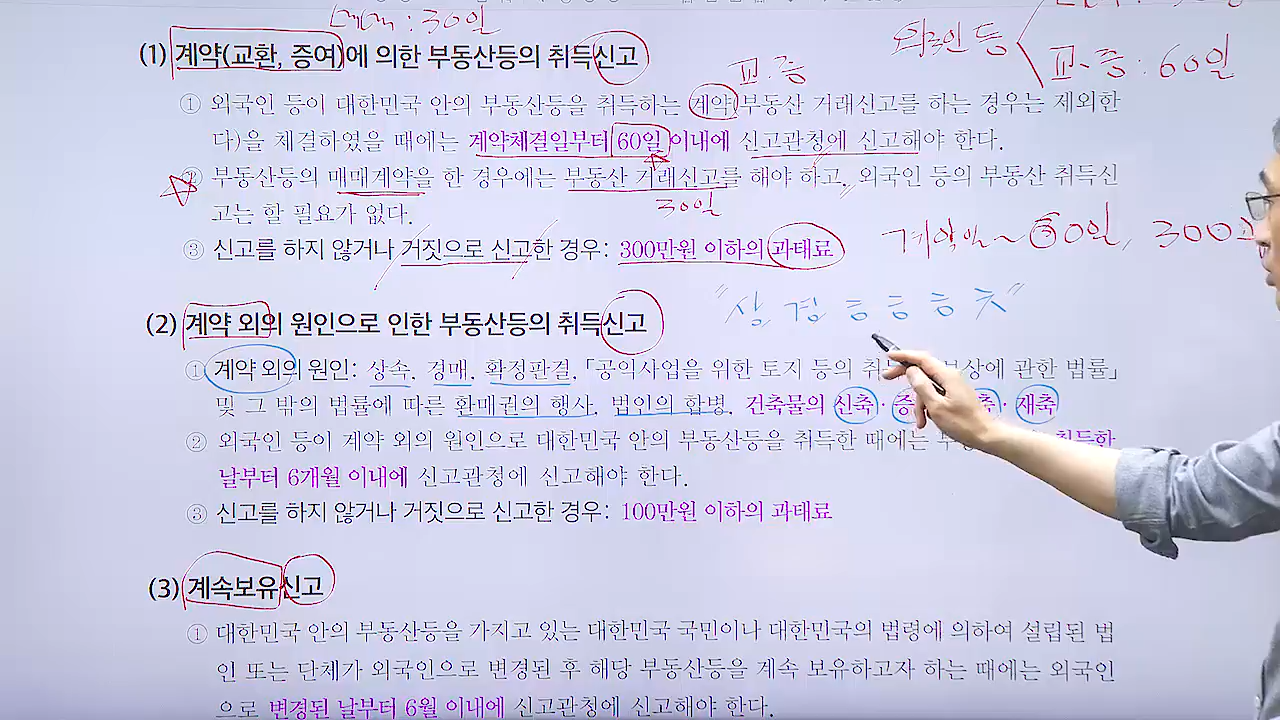 매매 : 30일
외국인 등
교·증 : 60일
(1) 계약(교환, 증여)에 의한 부동산등의 취득신고
교·증
① 외국인 등이 대한민국 안의 부동산등을 취득하는 계약(부동산 거래신고를 하는 경우는 제외한
다)을 체결하였을 때에는 계약체결일부터 60일 이내에 신고관청에 신고해야 한다.
② 부동산등의 매매계약을 한 경우에는 부동산 거래신고를 해야 하고, 외국인 등의 부동산 취득신
고는 할 필요가 없다.
30일
③ 신고를 하지 않거나 거짓으로 신고한 경우: 300만원 이하의 과태료
계약일~60일, 300
(2) 계약 외의 원인으로 인한 부동산등의 취득신고
① 계약 외의 원인: 상속, 경매, 확정판결, 「공익사업을 위한 토지 등의 취 보상에 관한 법률」
및 그 밖의 법률에 따른 환매권의 행사, 법인의 합병, 건축물의 신축·증 축·재축
② 외국인 등이 계약 외의 원인으로 대한민국 안의 부동산등을 취득한 때에는 취득한
날부터 6개월 이내에 신고관청에 신고해야 한다.
③ 신고를 하지 않거나 거짓으로 신고한 경우: 100만원 이하의 과태료
(3) 계속보유신고
① 대한민국 안의 부동산등을 가지고 있는 대한민국 국민이나 대한민국의 법령에 의하여 설립된 법
인 또는 단체가 외국인으로 변경된 후 해당 부동산등을 계속 보유하고자 하는 때에는 외국인
으로 변경된 날부터 6월 이내에 신고관청에 신고해야 한다.